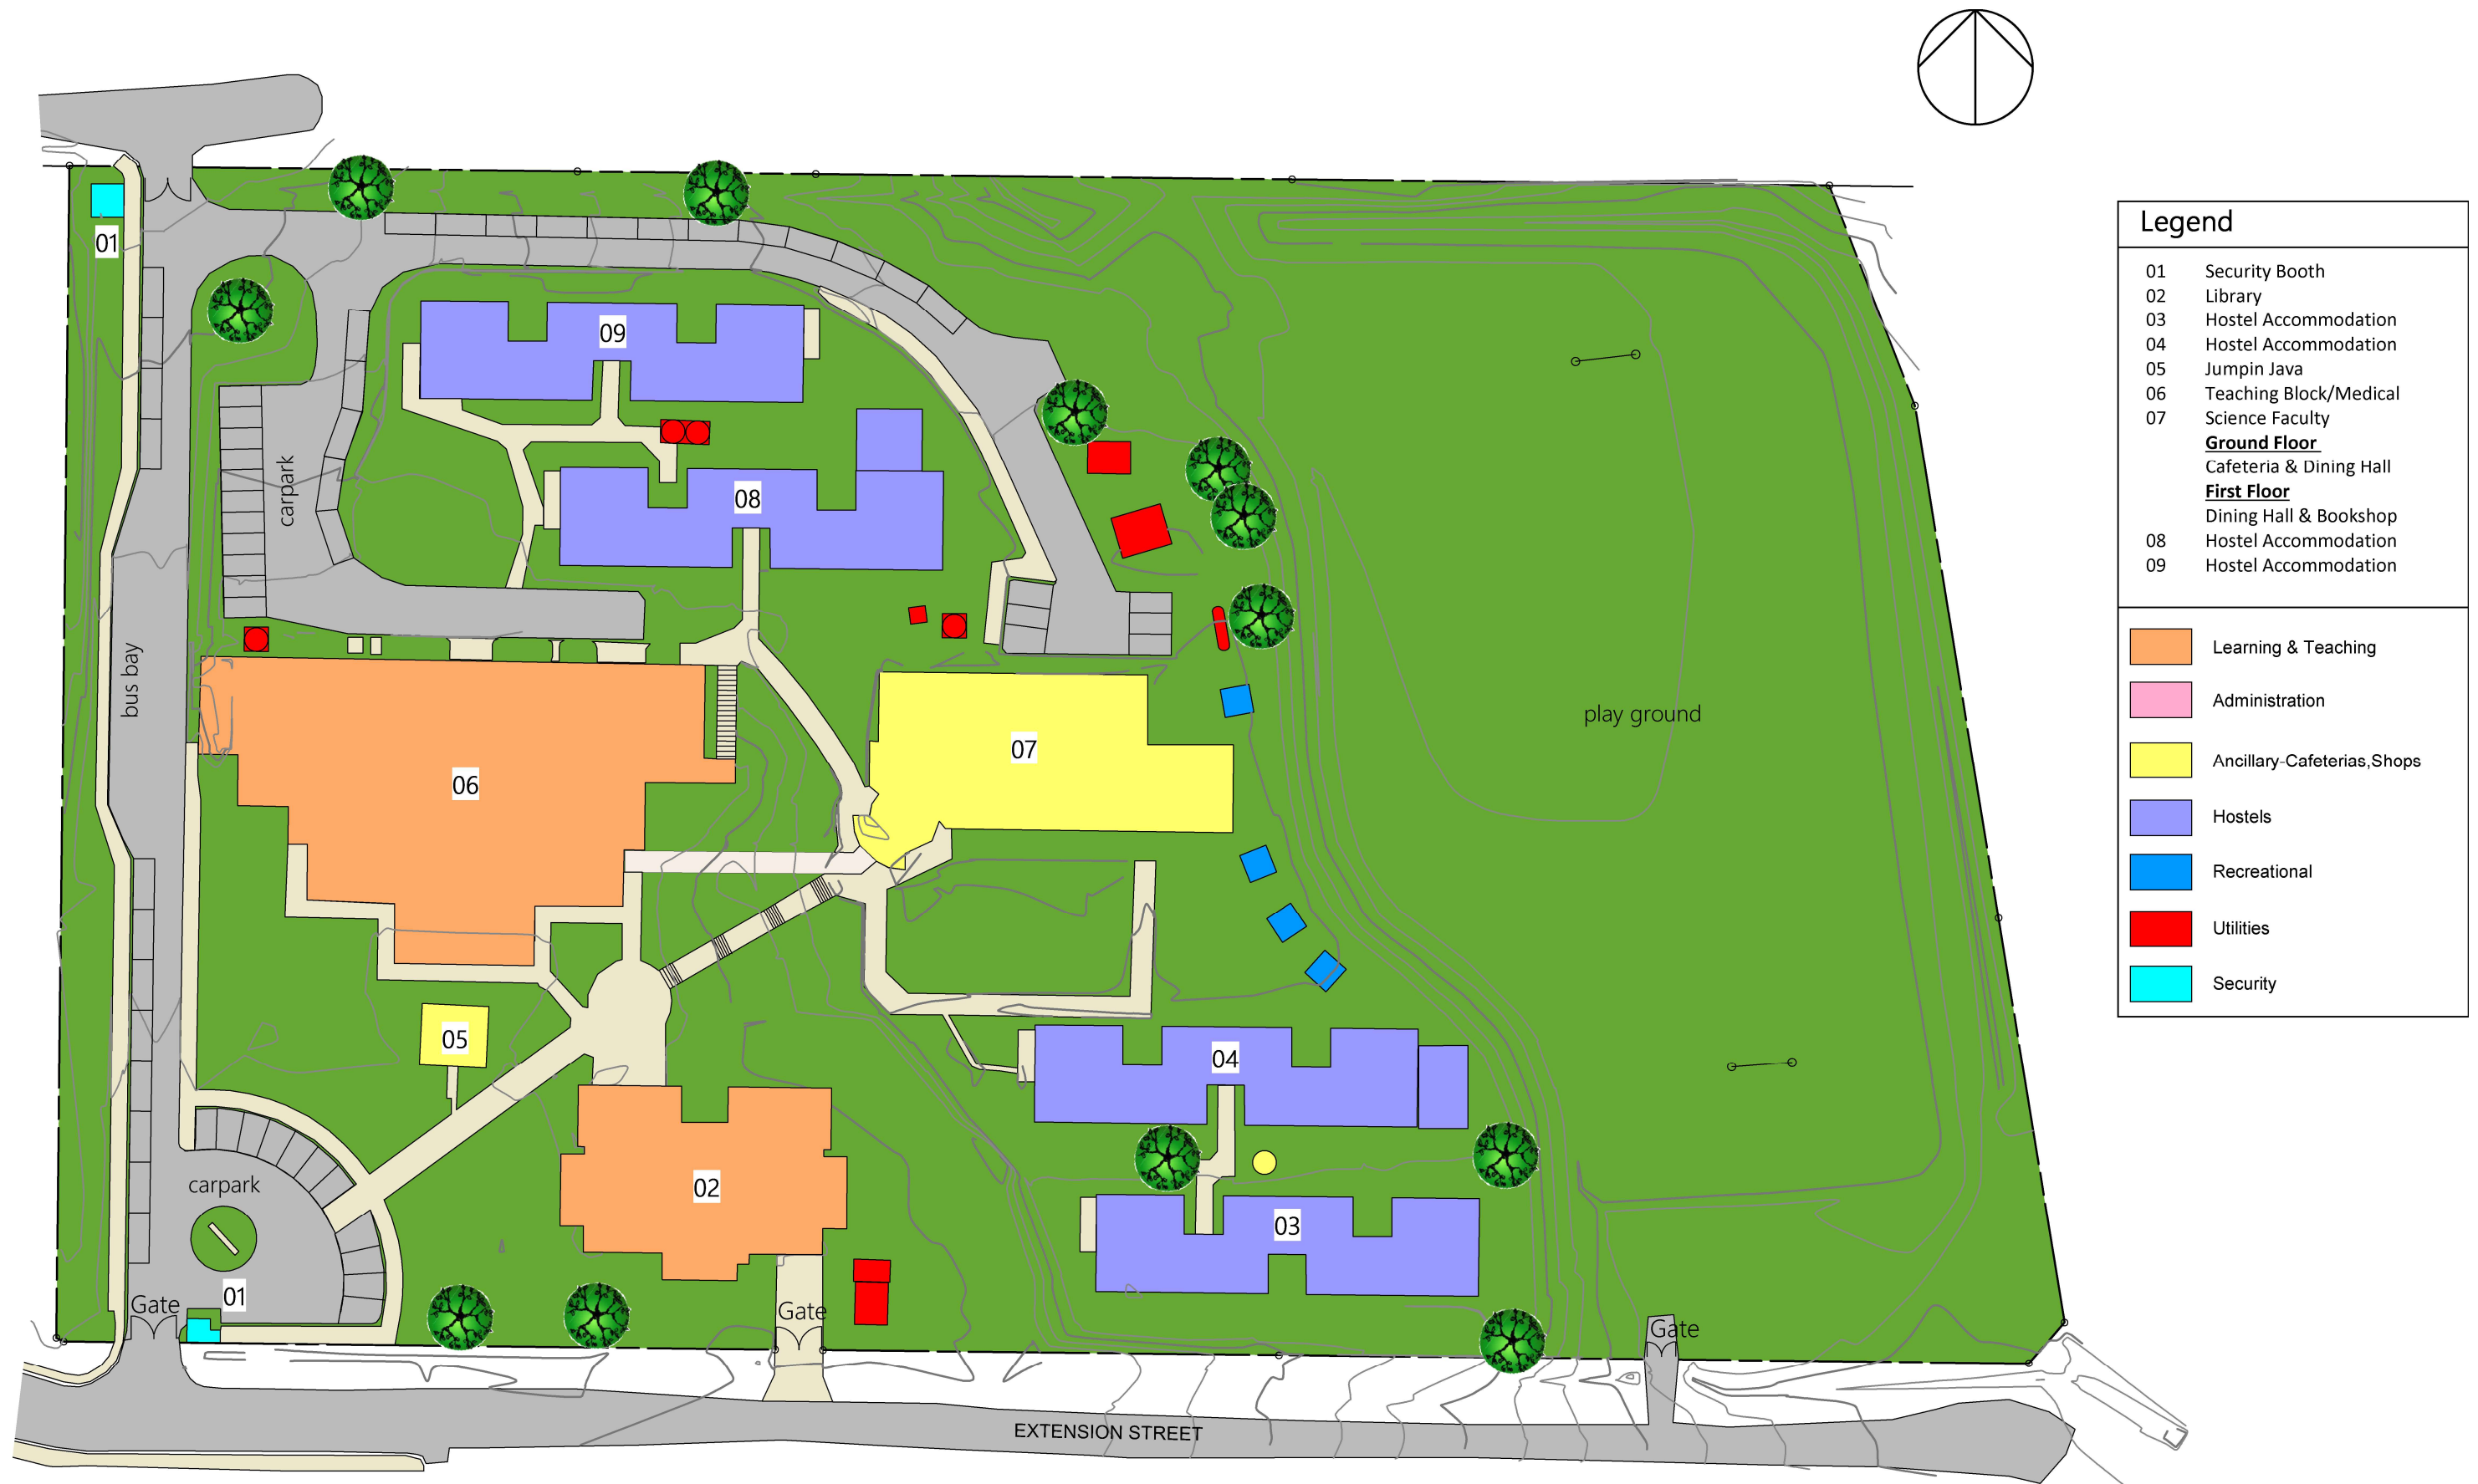 01
09
carpark
08
bus bay
06
07
play ground
05
04
02
03
carpark
01
Gate
Gate
Gate
EXTENSION STREET
Legend
01 Security Booth
02 Library
03 Hostel Accommodation
04 Hostel Accommodation
05 Jumpin Java
06 Teaching Block/Medical
07 Science Faculty
Ground Floor
Cafeteria & Dining Hall
First Floor
Dining Hall & Bookshop
08 Hostel Accommodation
09 Hostel Accommodation
Learning & Teaching
Administration
Ancillary-Cafeterias,Shops
Hostels
Recreational
Utilities
Security